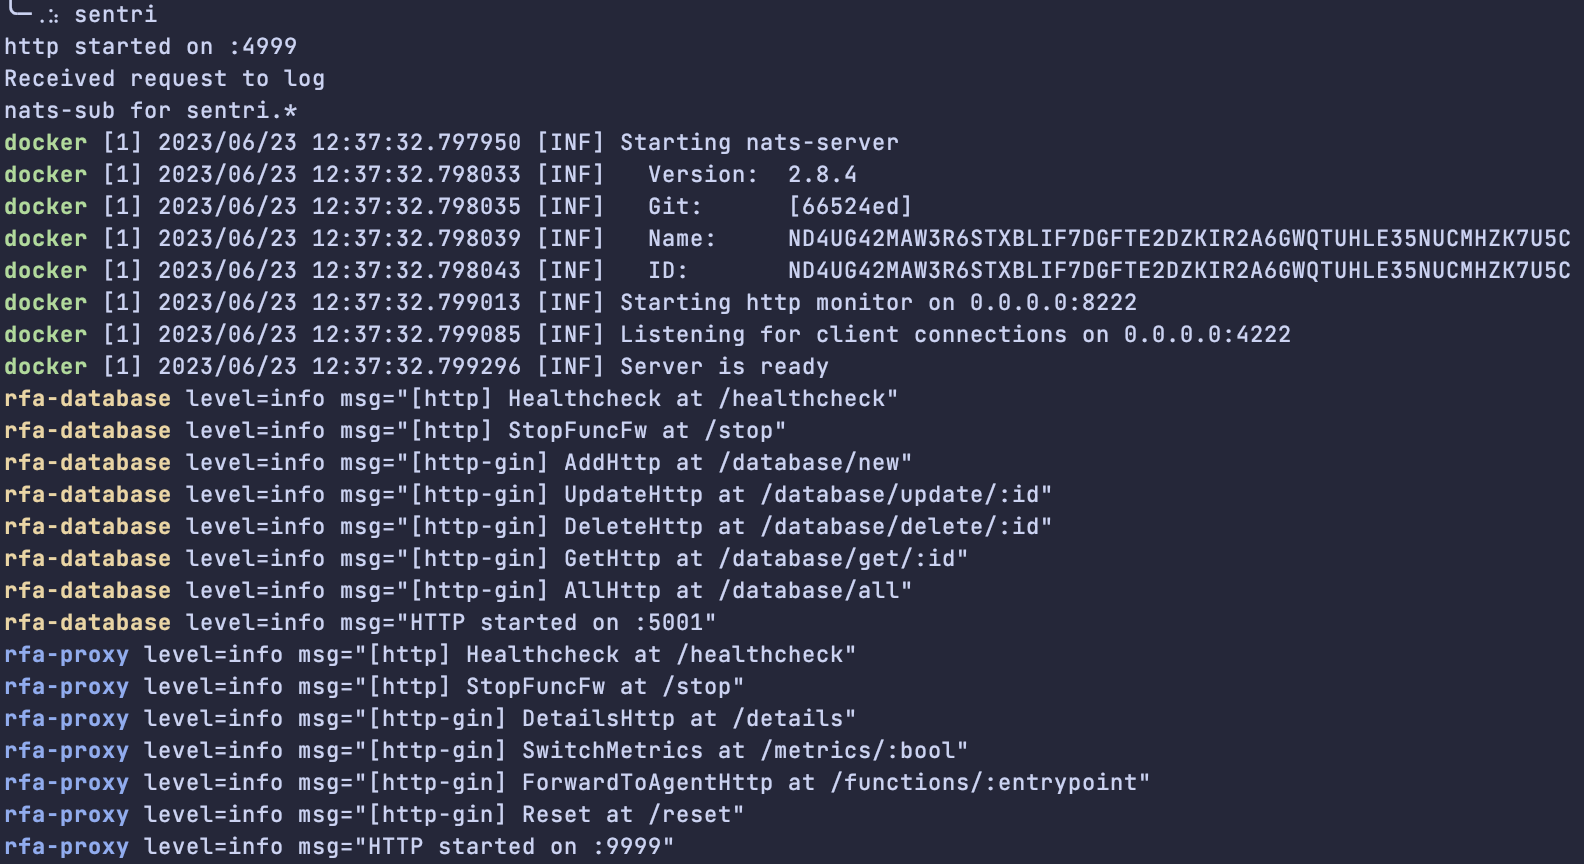 sentri
http started on :4999
Received request to log
nats-sub for sentri.*
docker [1] 2023/06/23 12:37:32.797950 [INF] Starting nats-server
docker [1] 2023/06/23 12:37:32.798033 [INF]   Version:  2.8.4
docker [1] 2023/06/23 12:37:32.798035 [INF]   Git:      [66524ed]
docker [1] 2023/06/23 12:37:32.798039 [INF]   Name:     ND4UG42MAW3R6STXBLIF7DGFTE2DZKIR2A6GWQTUHLE35NUCMHZK7U5C
docker [1] 2023/06/23 12:37:32.798043 [INF]   ID:       ND4UG42MAW3R6STXBLIF7DGFTE2DZKIR2A6GWQTUHLE35NUCMHZK7U5C
docker [1] 2023/06/23 12:37:32.799013 [INF] Starting http monitor on 0.0.0.0:8222
docker [1] 2023/06/23 12:37:32.799085 [INF] Listening for client connections on 0.0.0.0:4222
docker [1] 2023/06/23 12:37:32.799296 [INF] Server is ready
rfa-database level=info msg="[http] Healthcheck at /healthcheck"
rfa-database level=info msg="[http] StopFuncFw at /stop"
rfa-database level=info msg="[http-gin] AddHttp at /database/new"
rfa-database level=info msg="[http-gin] UpdateHttp at /database/update/:id"
rfa-database level=info msg="[http-gin] DeleteHttp at /database/delete/:id"
rfa-database level=info msg="[http-gin] GetHttp at /database/get/:id"
rfa-database level=info msg="[http-gin] AllHttp at /database/all"
rfa-database level=info msg="HTTP started on :5001"
rfa-proxy level=info msg="[http] Healthcheck at /healthcheck"
rfa-proxy level=info msg="[http] StopFuncFw at /stop"
rfa-proxy level=info msg="[http-gin] DetailsHttp at /details"
rfa-proxy level=info msg="[http-gin] SwitchMetrics at /metrics/:bool"
rfa-proxy level=info msg="[http-gin] ForwardToAgentHttp at /functions/:entrypoint"
rfa-proxy level=info msg="[http-gin] Reset at /reset"
rfa-proxy level=info msg="HTTP started on :9999"